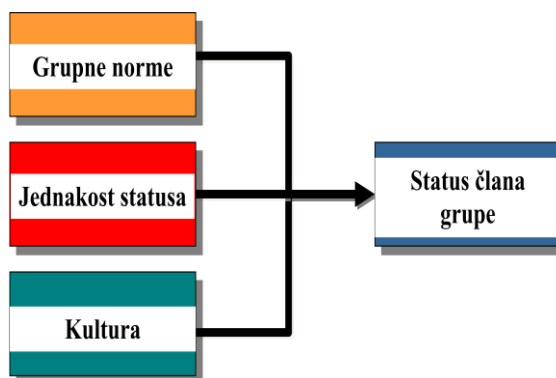 Grupne norme
Jednakost statusa
Status člana
grupe
Kultura